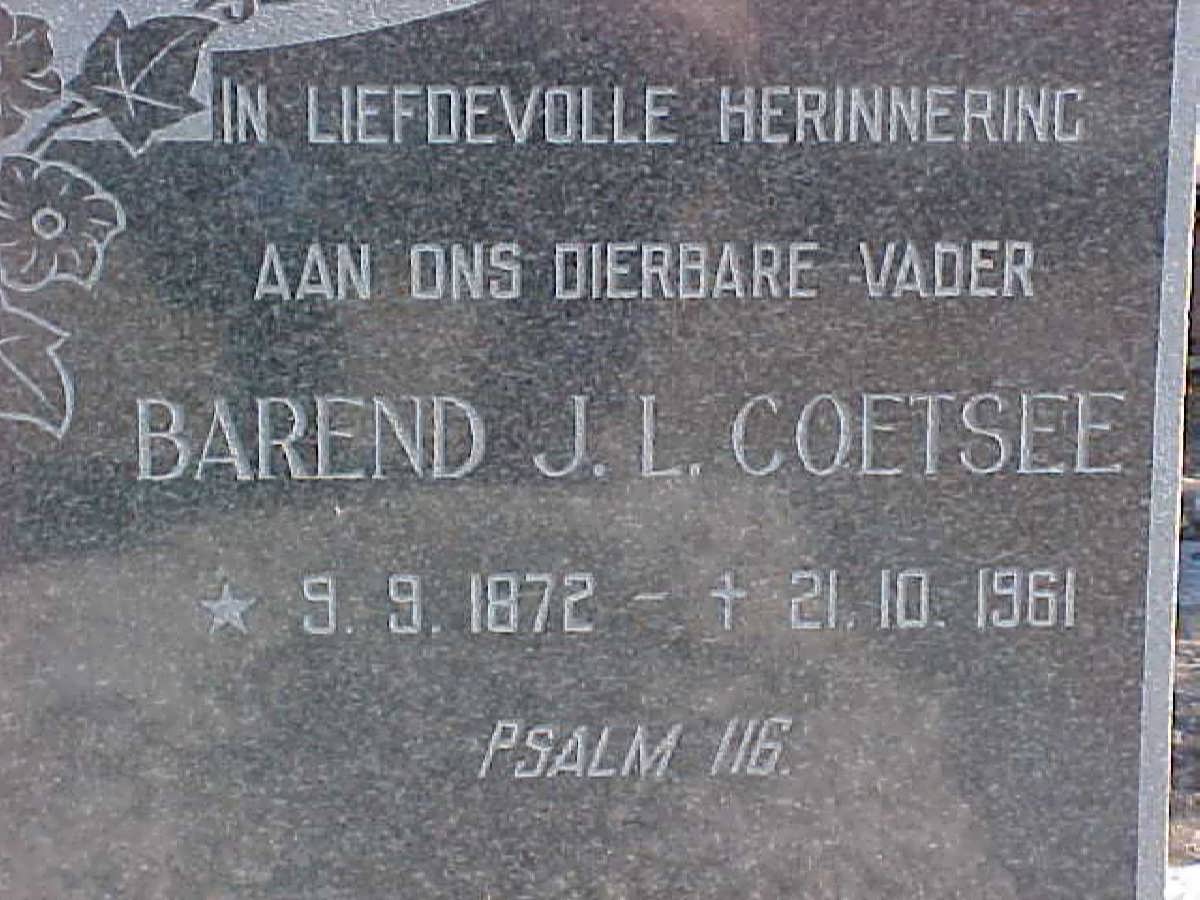 IN LIEFDEVOLLE HERINNERING
AAN ONS DIERBARE VADER
BAREND J. L. COETSEE
★ 9. 9. 1872 – † 21. 10. 1961
PSALM 116.